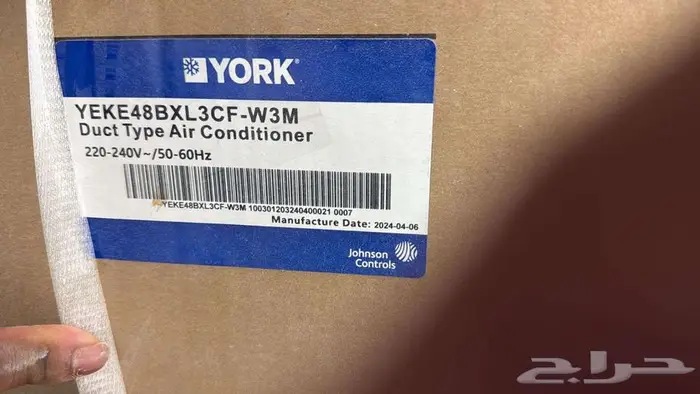 YORK
YEKE48BXL3CF-W3M
Duct Type Air Conditioner
220-240V~/50-60Hz
YEKE48BXL3CF-W3M 100301203240400021 0007
Manufacture Date: 2024-04-06
Johnson
Controls
حراج